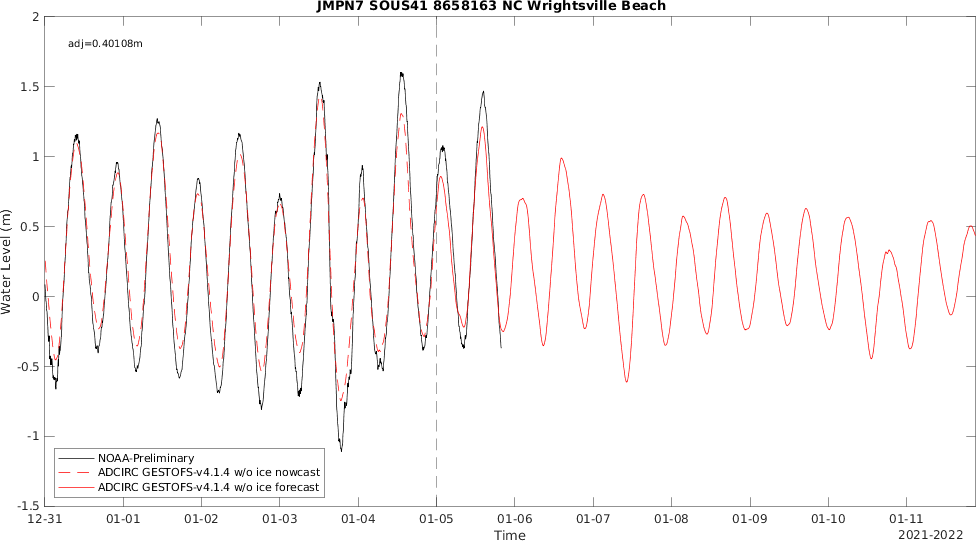 JMPN7 SOUS41 8658163 NC Wrightsville Beach
adj=0.40108m
2
1.5
1
0.5
0
-0.5
-1
-1.5
Water Level (m)
NOAA-Preliminary
ADCIRC GESTOFS-v4.1.4 w/o ice nowcast
ADCIRC GESTOFS-v4.1.4 w/o ice forecast
12-31 01-01 01-02 01-03 01-04 01-05 01-06 01-07 01-08 01-09 01-10 01-11
Time
2021-2022